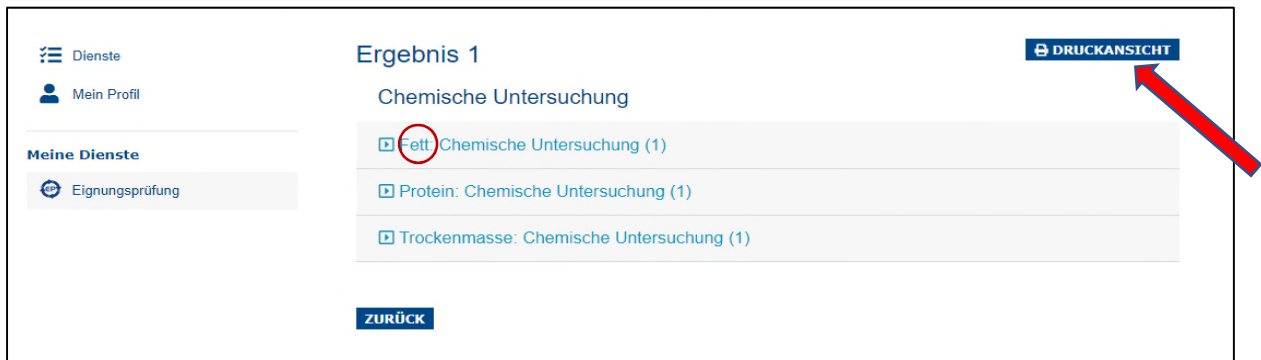 Dienste
Mein Profil
Meine Dienste
EP Eignungsprüfung
Ergebnis 1
DRUCKANSICHT
Chemische Untersuchung
Fett: Chemische Untersuchung (1)
Protein: Chemische Untersuchung (1)
Trockenmasse: Chemische Untersuchung (1)
ZURÜCK